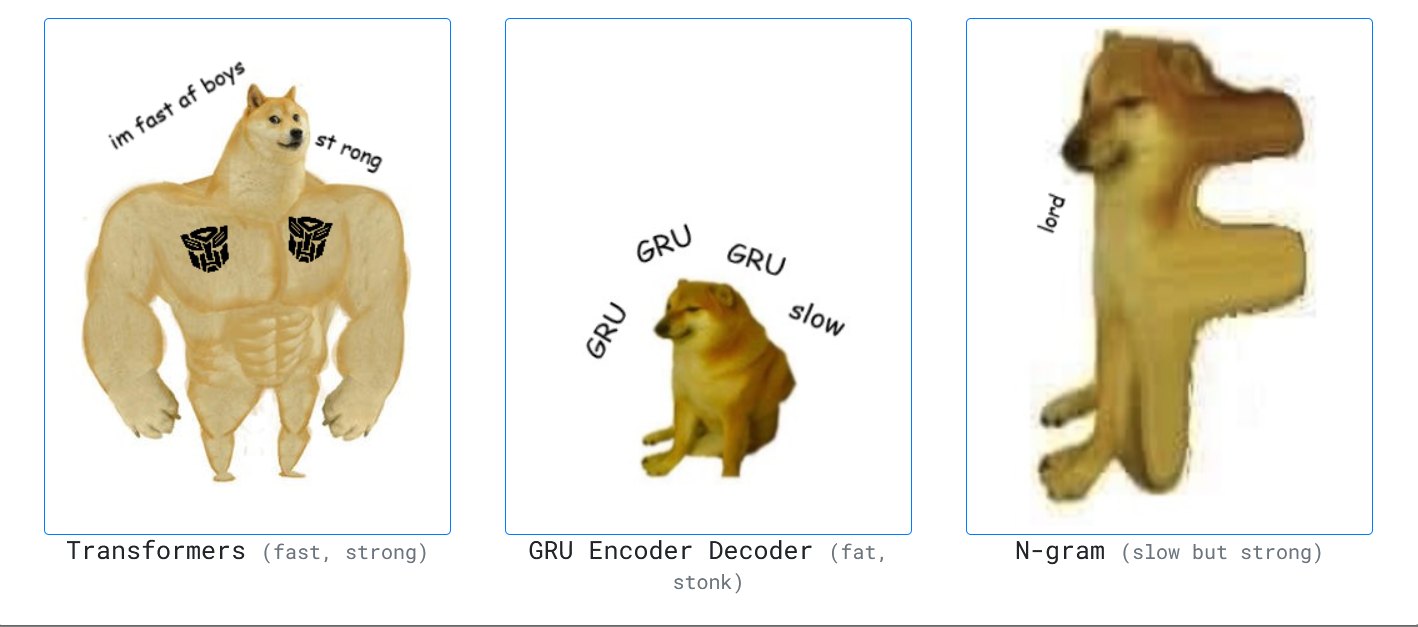 im fast af boys
st rong
GRU
GRU
GRU
slow
lord
Transformers (fast, strong)
GRU Encoder Decoder (fat,
stonk)
N-gram (slow but strong)